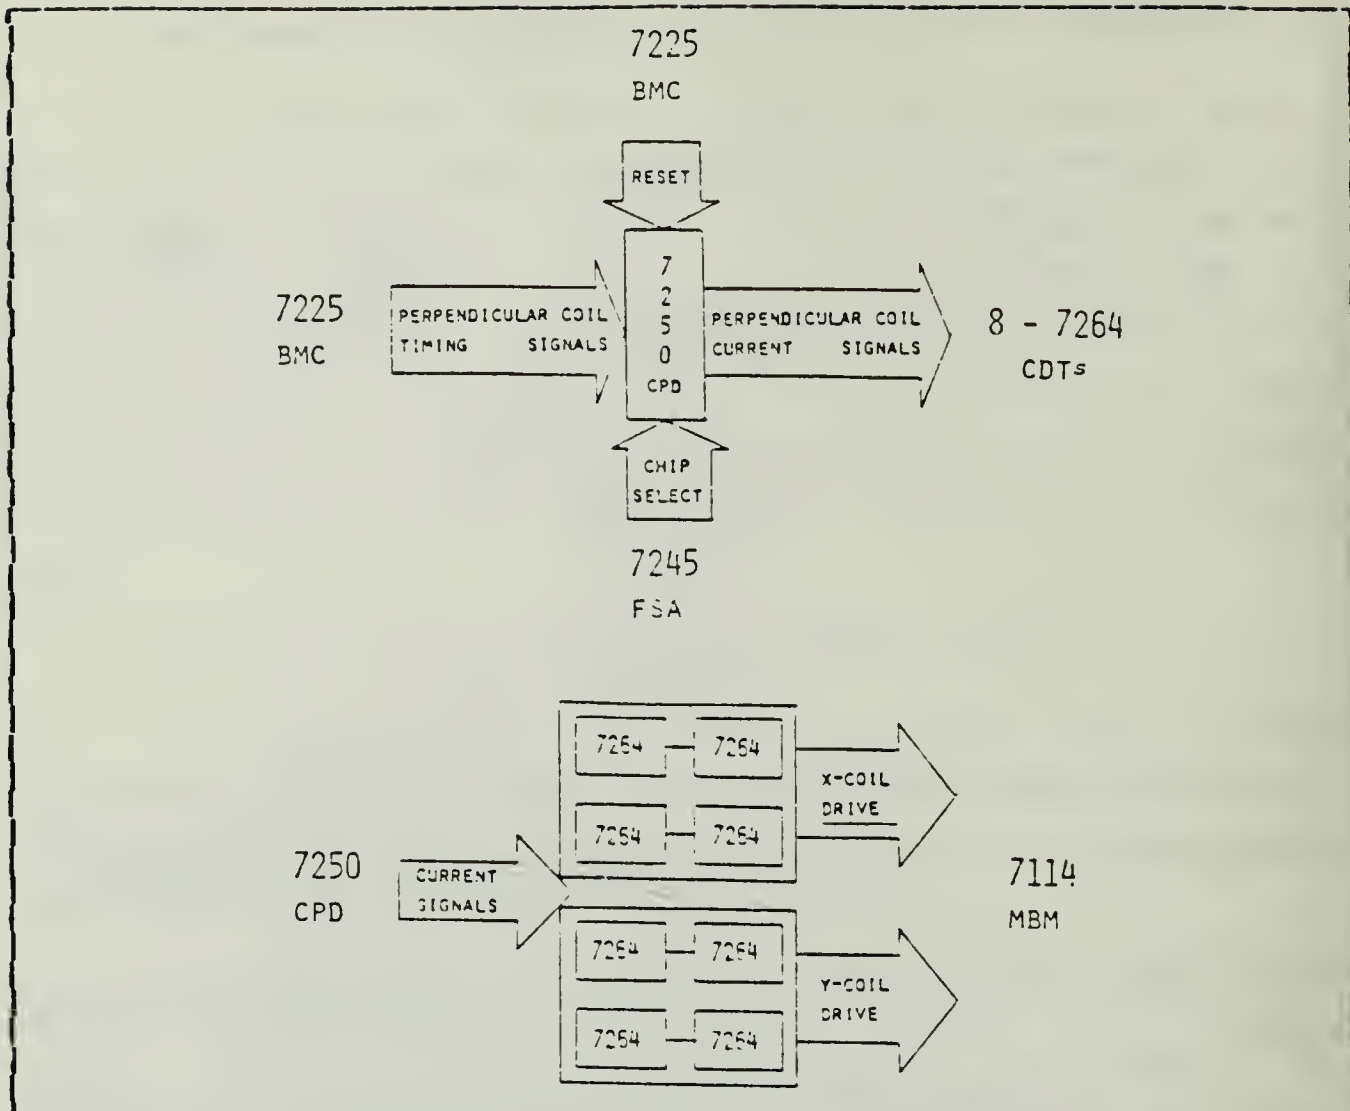 7225
BMC
RESET
7225
BMC
PERPENDICULAR COIL
TIMING SIGNALS
7
2
5
0
CPD
PERPENDICULAR COIL
CURRENT SIGNALS
8 - 7264
CDTs
CHIP
SELECT
7245
FSA
7264 7264
7264 7264
X-COIL
DRIVE
7250
CPD
CURRENT
SIGNALS
7114
MBM
7264 7264
7264 7264
Y-COIL
DRIVE